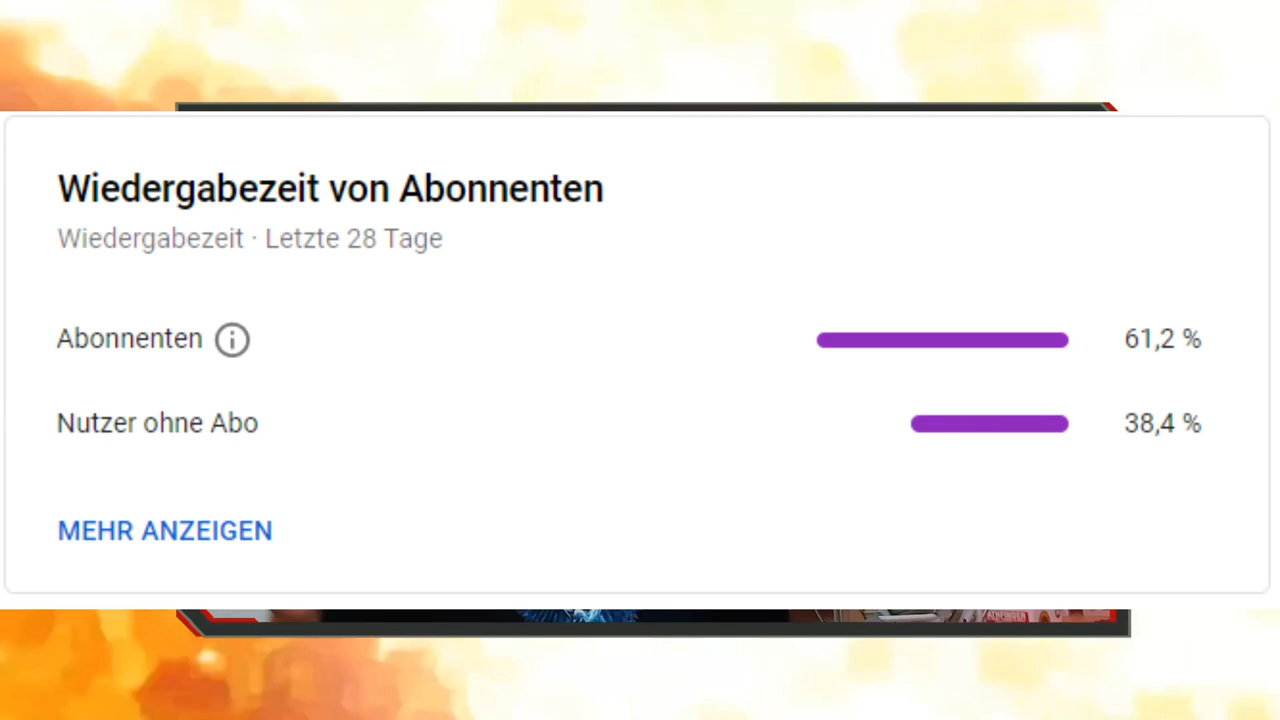 Wiedergabezeit von Abonnenten
Wiedergabezeit · Letzte 28 Tage
Abonnenten 61,2 %
Nutzer ohne Abo 38,4 %
MEHR ANZEIGEN